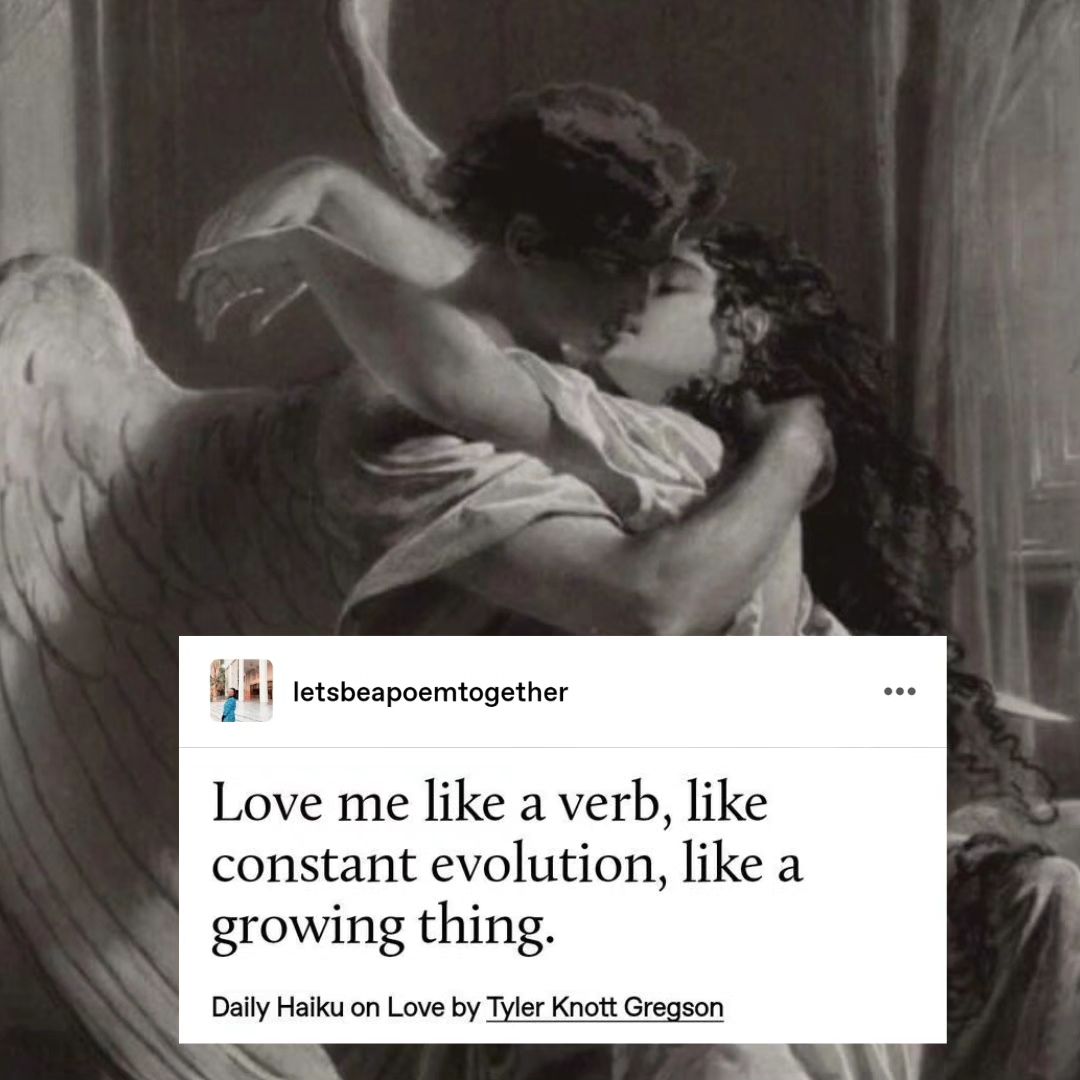 letsbeapoemtogether
Love me like a verb, like
constant evolution, like a
growing thing.
Daily Haiku on Love by Tyler Knott Gregson